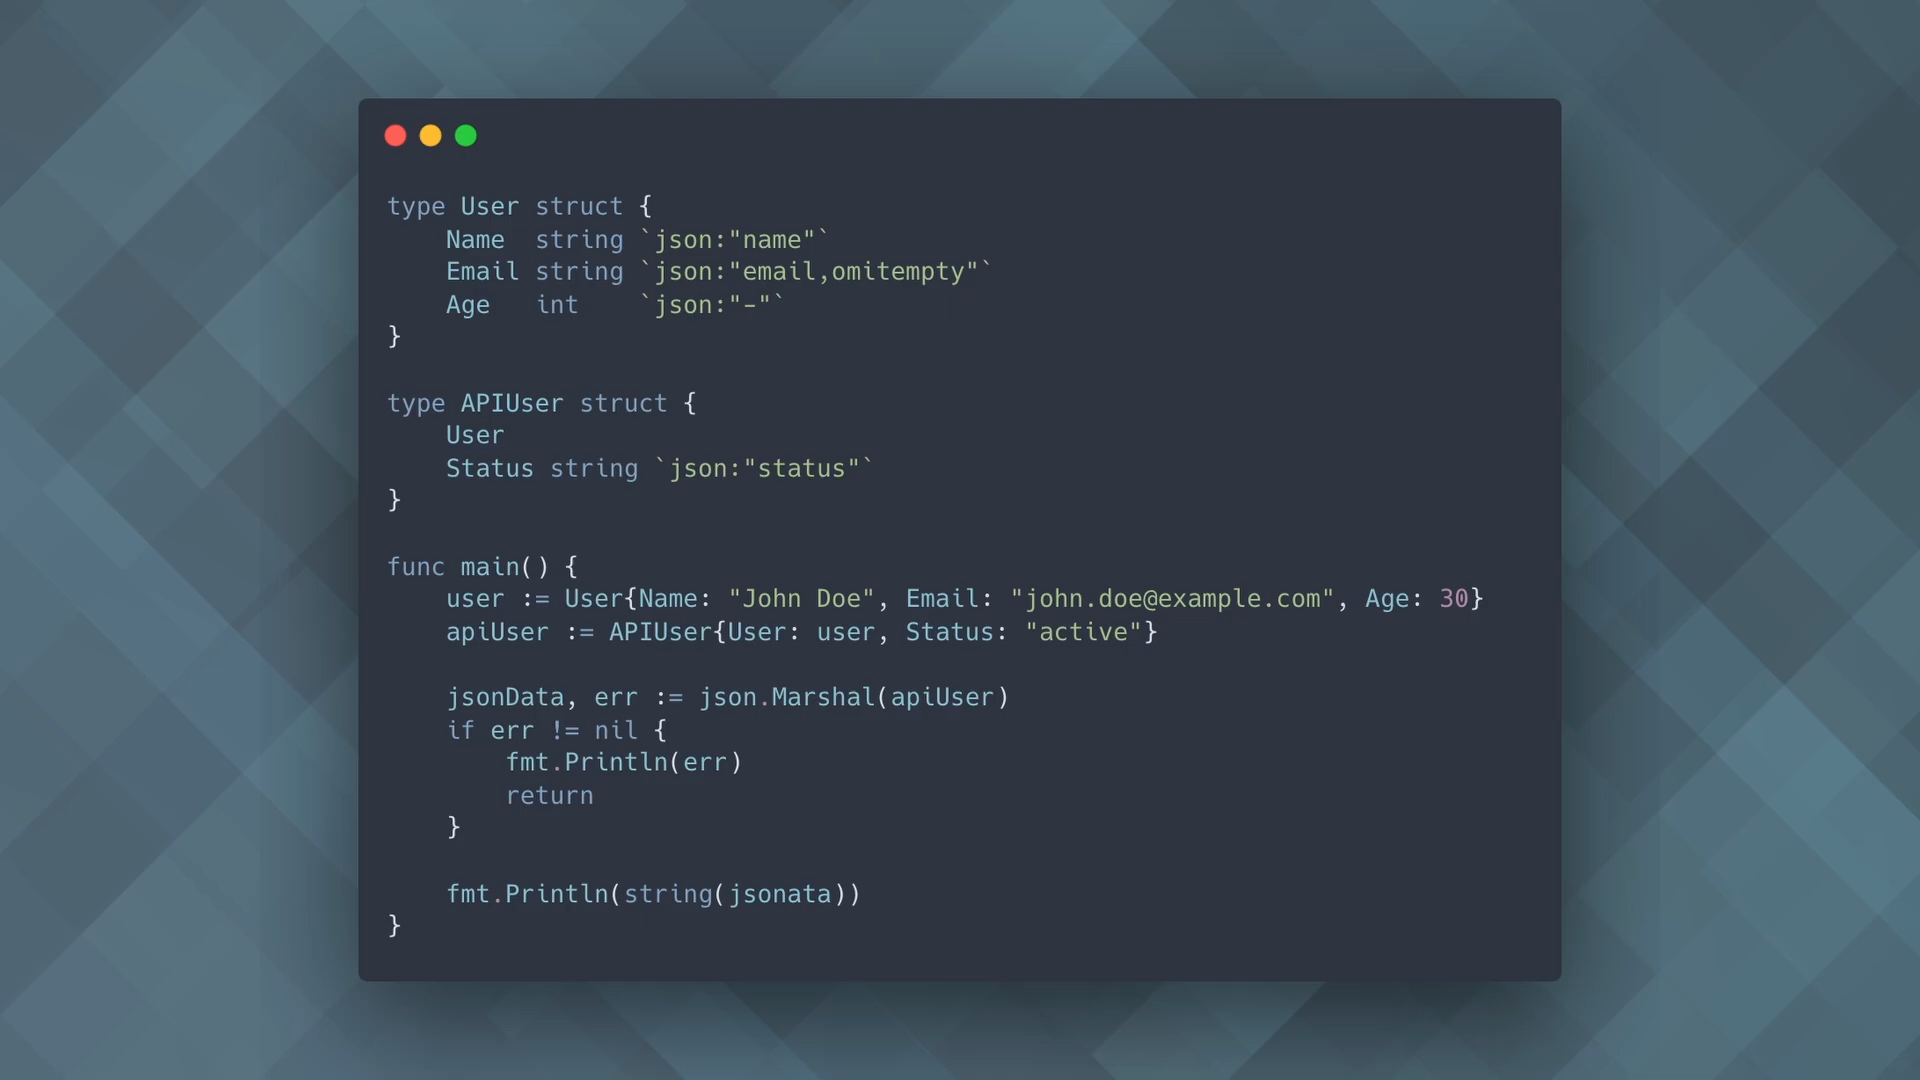 type User struct {
    Name  string `json:"name"`
    Email string `json:"email,omitempty"`
    Age   int    `json:"-"`
}

type APIUser struct {
    User
    Status string `json:"status"`
}

func main() {
    user := User{Name: "John Doe", Email: "john.doe@example.com", Age: 30}
    apiUser := APIUser{User: user, Status: "active"}

    jsonData, err := json.Marshal(apiUser)
    if err != nil {
        fmt.Println(err)
        return
    }

    fmt.Println(string(jsonata))
}